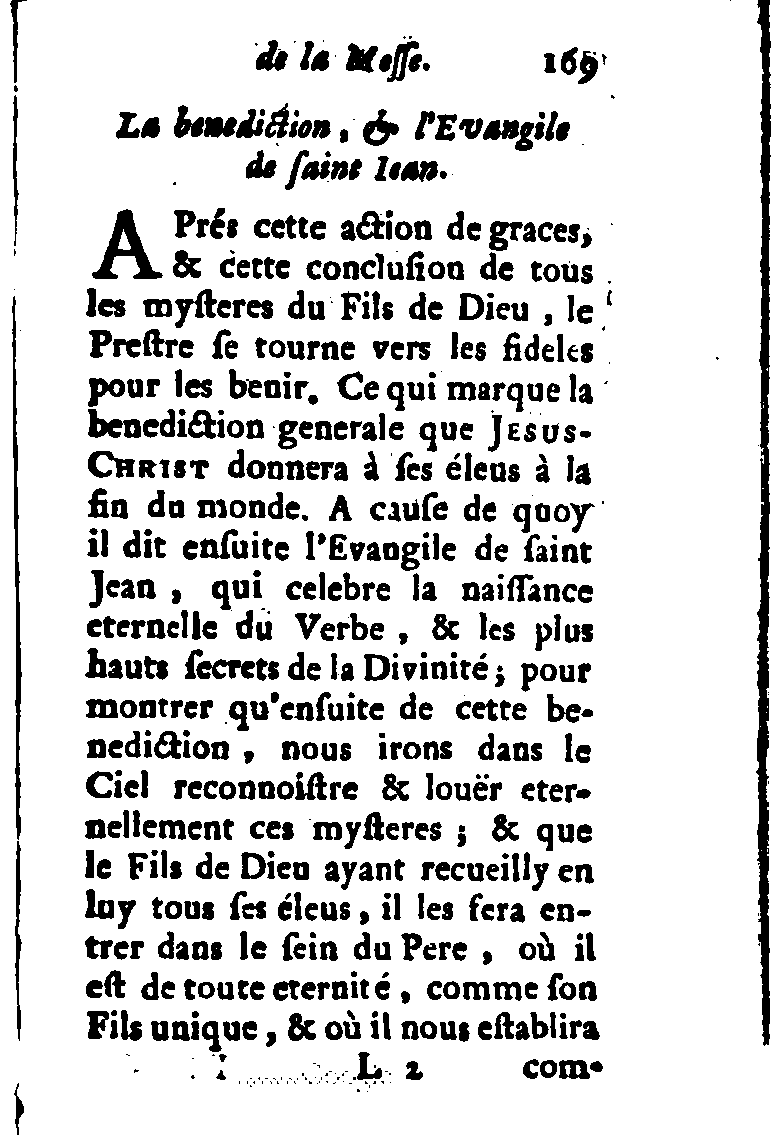 de la Meſſe. 169
La benediction, & l'Evangile
de ſaint Iean.
APrés cette action de graces,
& cette concluſion de tous
les myſteres du Fils de Dieu , le
Preſtre ſe tourne vers les fideles
pour les benir. Ce qui marque la
benediction generale que JESUS-
CHRIST donnera à ſes éleus à la
fin du monde. A cauſe de quoy
il dit enſuite l'Evangile de ſaint
Jean , qui celebre la naiſſance
eternelle du Verbe , & les plus
hauts ſecrets de la Divinité ; pour
montrer qu'enſuite de cette be-
nediction , nous irons dans le
Ciel reconnoiſtre & louër eter-
nellement ces myſteres ; & que
le Fils de Dieu ayant recueilly en
luy tous ſes éleus , il les fera en-
trer dans le ſein du Pere , où il
eſt de toute eternité , comme ſon
Fils unique , & où il nous eſtablira
L 2 com-